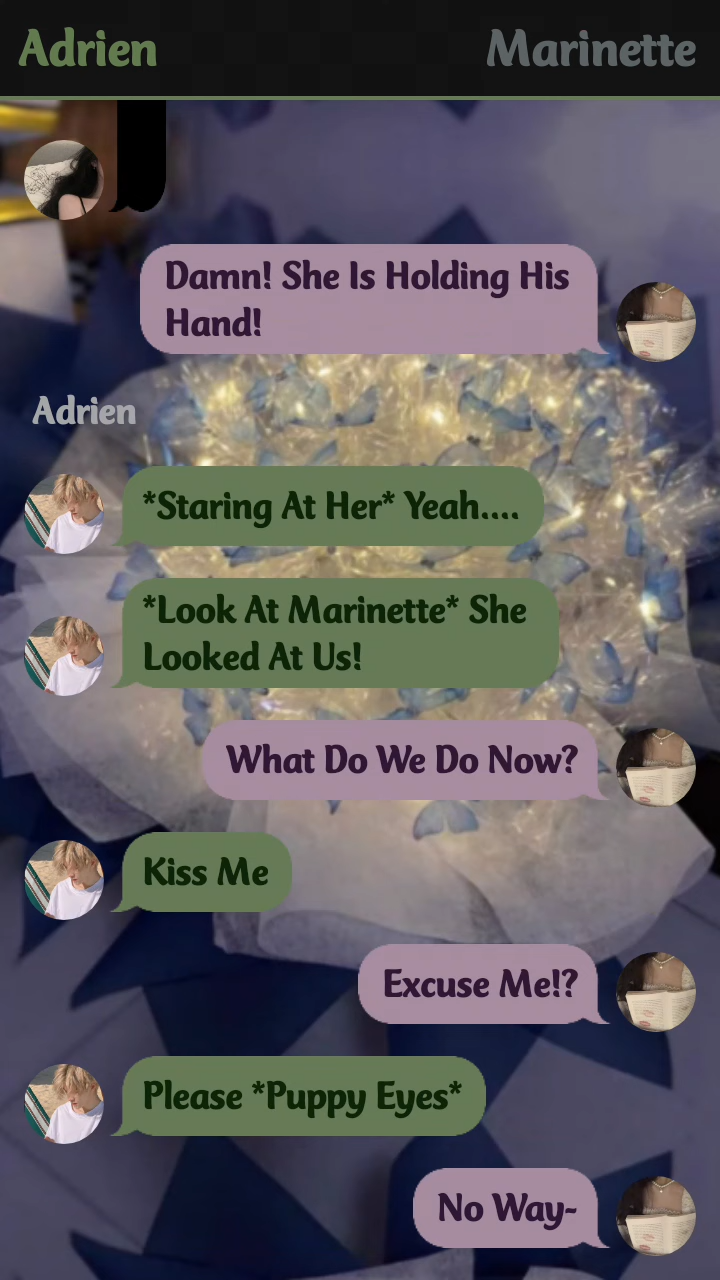 Adrien
Marinette
Damn! She Is Holding His
Hand!
Adrien
*Staring At Her* Yeah....
*Look At Marinette* She
Looked At Us!
What Do We Do Now?
Kiss Me
Excuse Me!?
Please *Puppy Eyes*
No Way-